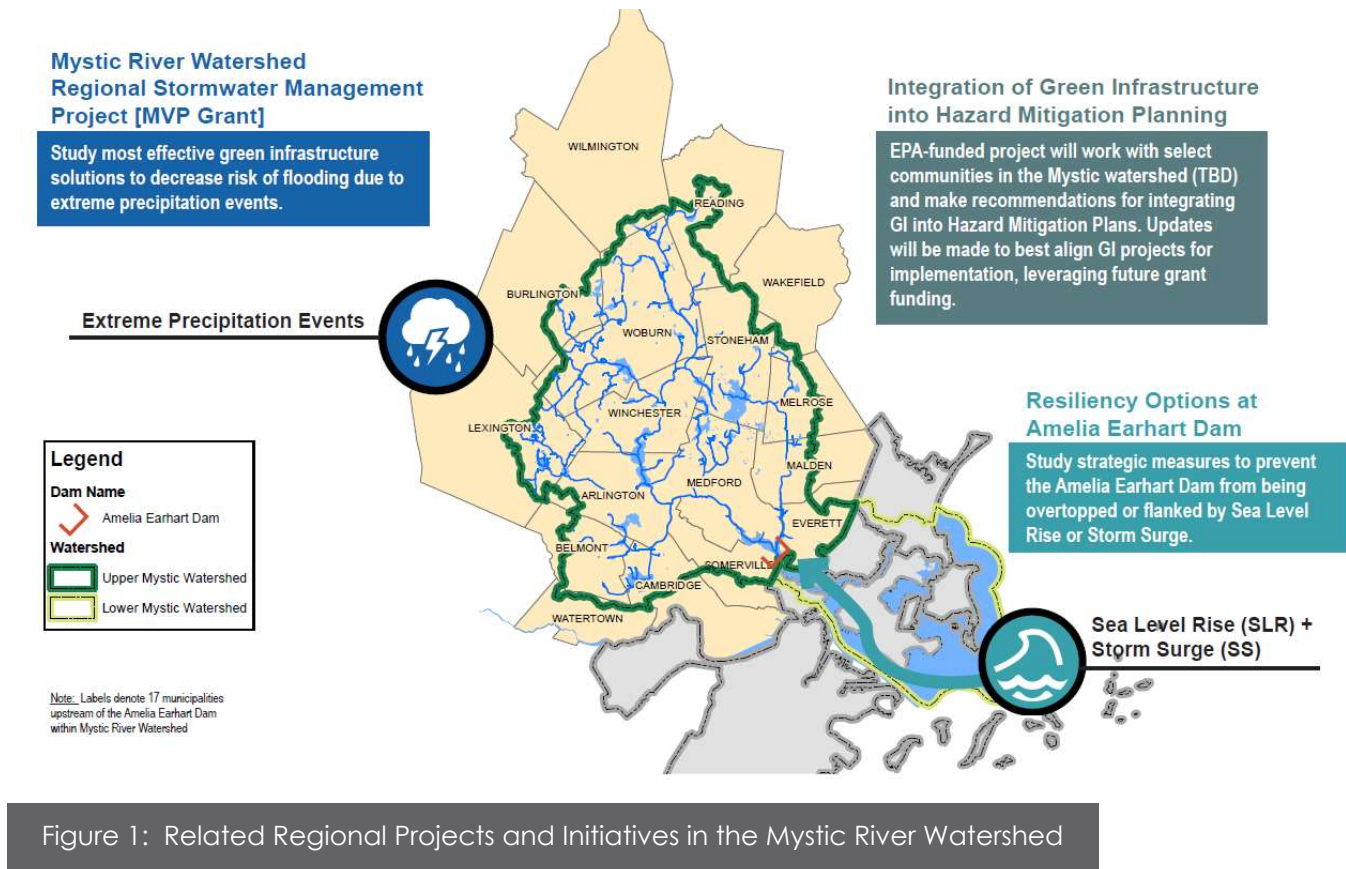 Mystic River Watershed
Regional Stormwater Management
Project [MVP Grant]
Study most effective green infrastructure
solutions to decrease risk of flooding due to
extreme precipitation events.
Integration of Green Infrastructure
into Hazard Mitigation Planning
EPA-funded project will work with select
communities in the Mystic watershed (TBD)
and make recommendations for integrating
GI into Hazard Mitigation Plans. Updates
will be made to best align GI projects for
implementation, leveraging future grant
funding.
Extreme Precipitation Events
WILMINGTON
READING
WAKEFIELD
BURLINGTON
WOBURN
STONEHAM
MELROSE
WINCHESTER
LEXINGTON
MALDEN
MEDFORD
ARLINGTON
EVERETT
BELMONT
SOMERVILLE
CAMBRIDGE
WATERTOWN
Resiliency Options at
Amelia Earhart Dam
Study strategic measures to prevent
the Amelia Earhart Dam from being
overtopped or flanked by Sea Level
Rise or Storm Surge.
Sea Level Rise (SLR) +
Storm Surge (SS)
Legend
Dam Name
Amelia Earhart Dam
Watershed
Upper Mystic Watershed
Lower Mystic Watershed
Note: Labels denote 17 municipalities
upstream of the Amelia Earhart Dam
within Mystic River Watershed
Figure 1: Related Regional Projects and Initiatives in the Mystic River Watershed